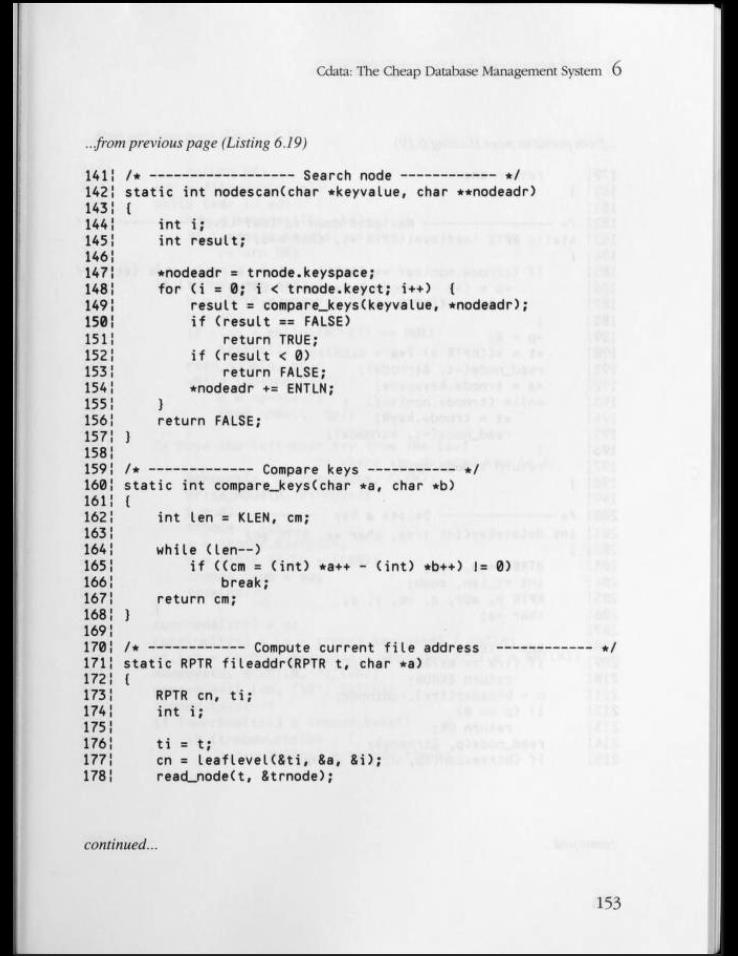 Cdata: The Cheap Database Management System 6
...from previous page (Listing 6.19)
141¦ /* ------------------ Search node ------------ */
142¦ static int nodescan(char *keyvalue, char **nodeadr)
143¦ {
144¦     int i;
145¦     int result;
146¦
147¦     *nodeadr = trnode.keyspace;
148¦     for (i = 0; i < trnode.keyct; i++)  {
149¦         result = compare_keys(keyvalue, *nodeadr);
150¦         if (result == FALSE)
151¦             return TRUE;
152¦         if (result < 0)
153¦             return FALSE;
154¦         *nodeadr += ENTLN;
155¦     }
156¦     return FALSE;
157¦ }
158¦
159¦ /* ------------- Compare keys ----------- */
160¦ static int compare_keys(char *a, char *b)
161¦ {
162¦     int len = KLEN, cm;
163¦
164¦     while (len--)
165¦         if ((cm = (int) *a++ - (int) *b++) != 0)
166¦             break;
167¦     return cm;
168¦ }
169¦
170¦ /* ------------ Compute current file address  ------------ */
171¦ static RPTR fileaddr(RPTR t, char *a)
172¦ {
173¦     RPTR cn, ti;
174¦     int i;
175¦
176¦     ti = t;
177¦     cn = leaflevel(&ti, &a, &i);
178¦     read_node(t, &trnode);
continued...
153